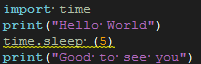 import time
print("Hello World")
time.sleep (5)
print("Good to see you")